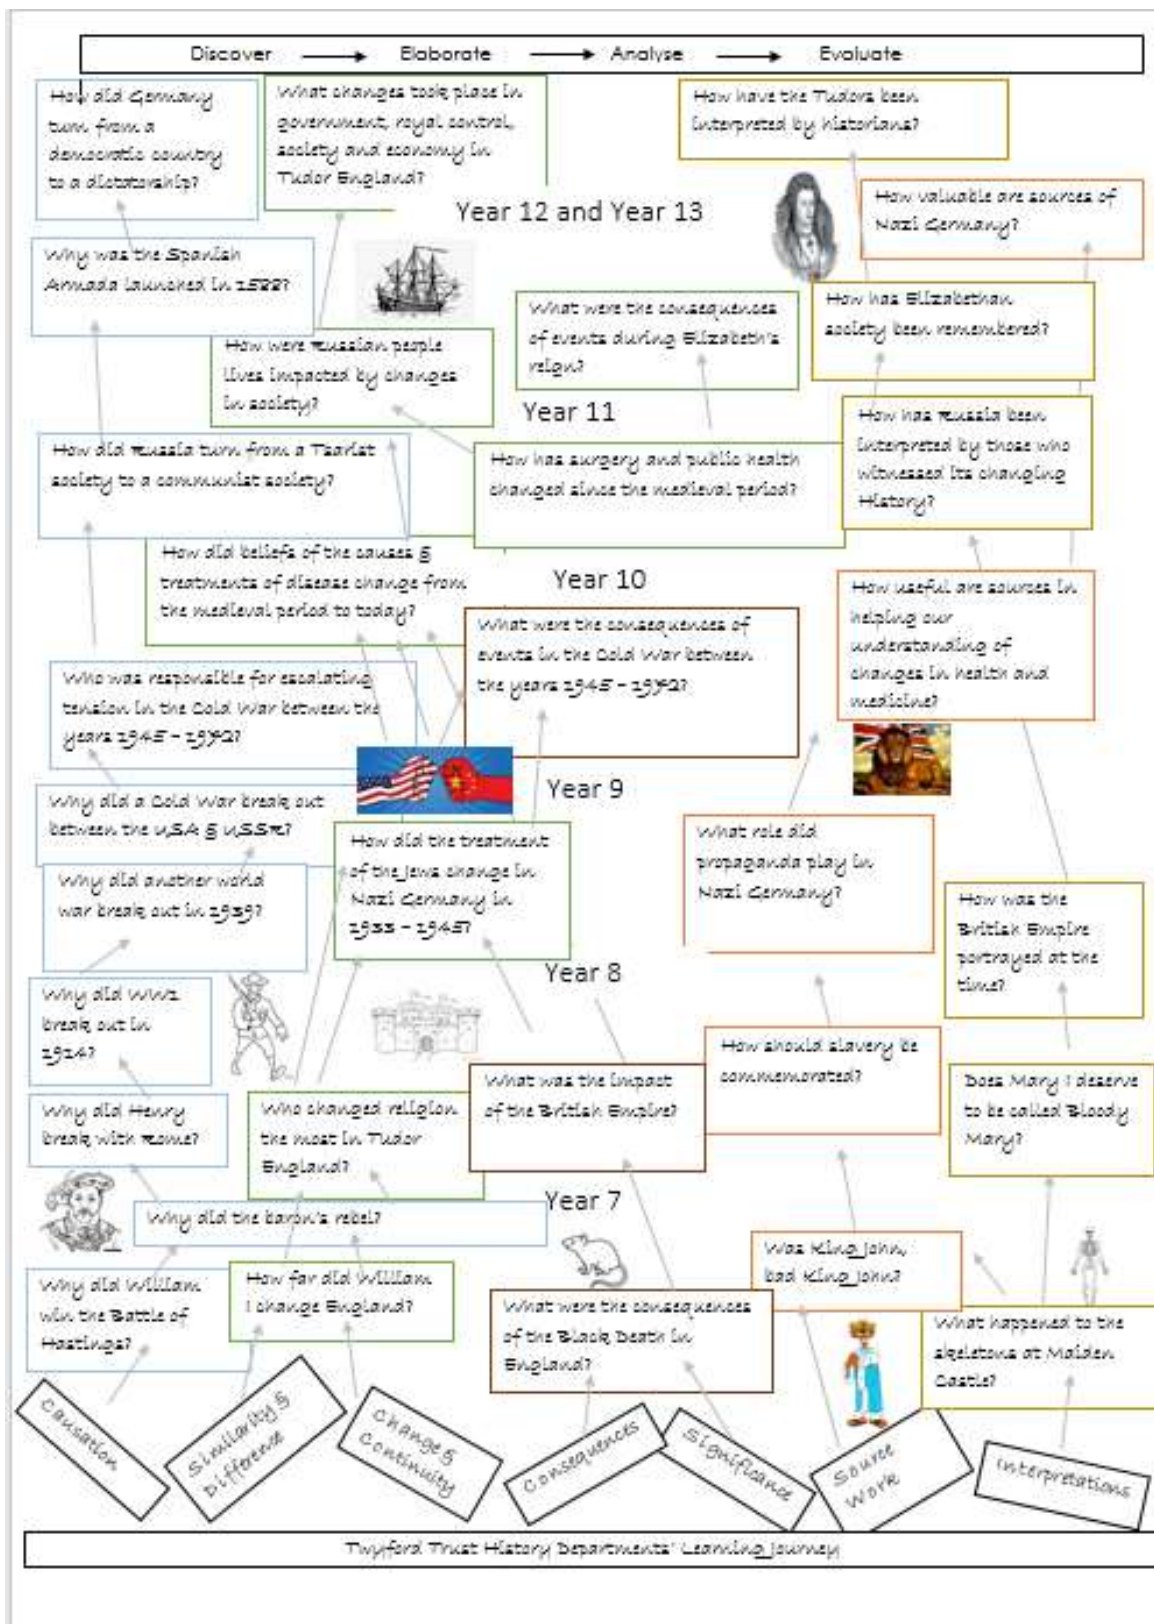 Discover Elaborate Analyse Evaluate
How did Germany
turn from a
democratic country
to a dictatorship?
What changes took place in
government, royal control,
society and economy in
Tudor England?
How have the Tudors been
interpreted by historians?
Year 12 and Year 13
How valuable are sources of
Nazi Germany?
Why was the Spanish
Armada launched in 1588?
What were the consequences
of events during Elizabeth's
reign?
How has Elizabethan
society been remembered?
How were Russian people
lives impacted by changes
in society?
Year 11
How has Russia been
interpreted by those who
witnessed its changing
History?
How did Russia turn from a Tsarist
society to a communist society?
How has surgery and public health
changed since the medieval period?
How did beliefs of the causes &
treatments of disease change from
the medieval period to today?
Year 10
How useful are sources in
helping our
understanding of
changes in health and
medicine?
What were the consequences of
events in the Cold War between
the years 1945 -
Who was responsible for escalating
tension in the Cold War between the
years 1945 -
Year 9
Why did a Cold War break out
between the USA & USSR?
How did the treatment
of the Jews change in
Nazi Germany in
1933 - 1945?
What role did
propaganda play in
Nazi Germany?
Why did another world
war break out in 1939?
How was the
British Empire
portrayed at the
time?
Year 8
Why did WW1
break out in
1914?
What was the impact
of the British Empire?
How should slavery be
commemorated?
Does Mary I deserve
to be called Bloody
Mary?
Why did Henry
break with Rome?
Who changed religion
the most in Tudor
England?
Year 7
Why did the baron's rebel?
Was King John,
bad King John?
Why did William
win the Battle of
Hastings?
How far did William
I change England?
What were the consequences
of the Black Death in
England?
What happened to the
skeletons at Maiden
Castle?
Causation
Similarity &
Difference
Change &
Continuity
Consequences
Significance
Source
Work
Interpretations
Twyford Trust History Departments' Learning Journey